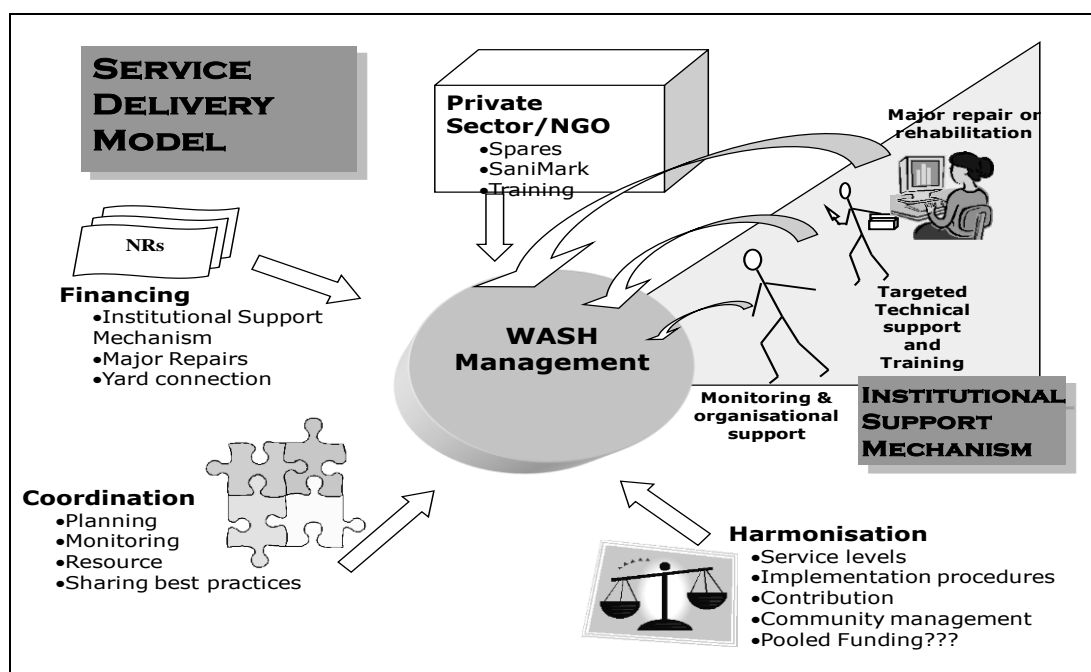 SERVICE
DELIVERY
MODEL
Private
Sector/NGO
•Spares
•SaniMark
•Training
Major repair or
rehabilitation
NRs
Financing
•Institutional Support
Mechanism
•Major Repairs
•Yard connection
WASH
Management
Targeted
Technical
support
and
Training
Monitoring &
organisational
support
INSTITUTIONAL
SUPPORT
MECHANISM
Coordination
•Planning
•Monitoring
•Resource
•Sharing best practices
Harmonisation
•Service levels
•Implementation procedures
•Contribution
•Community management
•Pooled Funding???